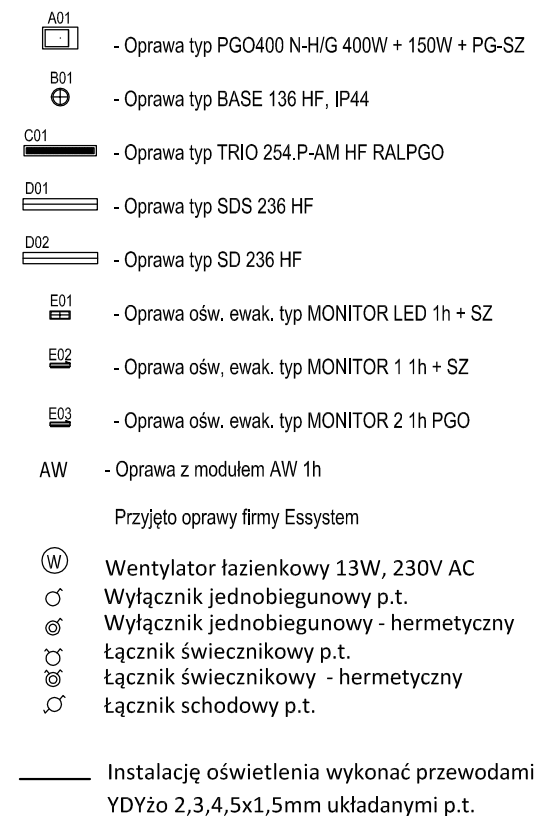 A01
- Oprawa typ PGO400 N-H/G 400W + 150W + PG-SZ
B01
- Oprawa typ BASE 136 HF, IP44
C01
- Oprawa typ TRIO 254.P-AM HF RALPGO
D01
- Oprawa typ SDS 236 HF
D02
- Oprawa typ SD 236 HF
E01
- Oprawa ośw. ewak. typ MONITOR LED 1h + SZ
E02
- Oprawa ośw, ewak. typ MONITOR 1 1h + SZ
E03
- Oprawa ośw. ewak. typ MONITOR 2 1h PGO
AW - Oprawa z modułem AW 1h
Przyjęto oprawy firmy Essystem
W Wentylator łazienkowy 13W, 230V AC
Wyłącznik jednobiegunowy p.t.
Wyłącznik jednobiegunowy - hermetyczny
Łącznik świecznikowy p.t.
Łącznik świecznikowy - hermetyczny
Łącznik schodowy p.t.
Instalację oświetlenia wykonać przewodami
YDYżo 2,3,4,5x1,5mm układanymi p.t.